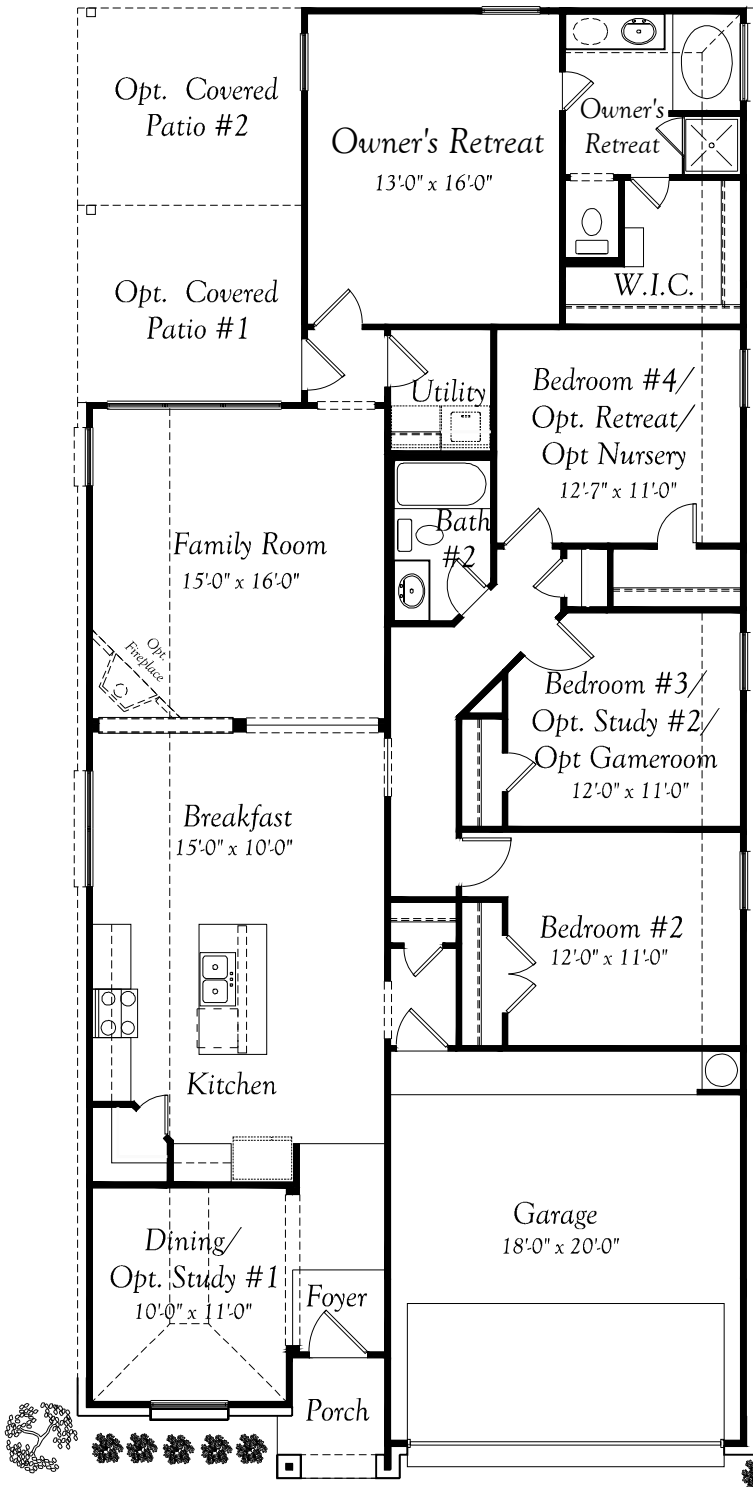 Opt. Covered
Patio #2
Owner's Retreat
13'-0" x 16'-0"
Owner's
Retreat
Opt. Covered
Patio #1
W.I.C.
Utility
Bedroom #4/
Opt. Retreat/
Opt Nursery
12'-7" x 11'-0"
Family Room
15'-0" x 16'-0"
Bath
#2
Opt.
Fireplace
Bedroom #3/
Opt. Study #2/
Opt Gameroom
12'-0" x 11'-0"
Breakfast
15'-0" x 10'-0"
Bedroom #2
12'-0" x 11'-0"
Kitchen
Garage
18'-0" x 20'-0"
Dining/
Opt. Study #1
10'-0" x 11'-0"
Foyer
Porch